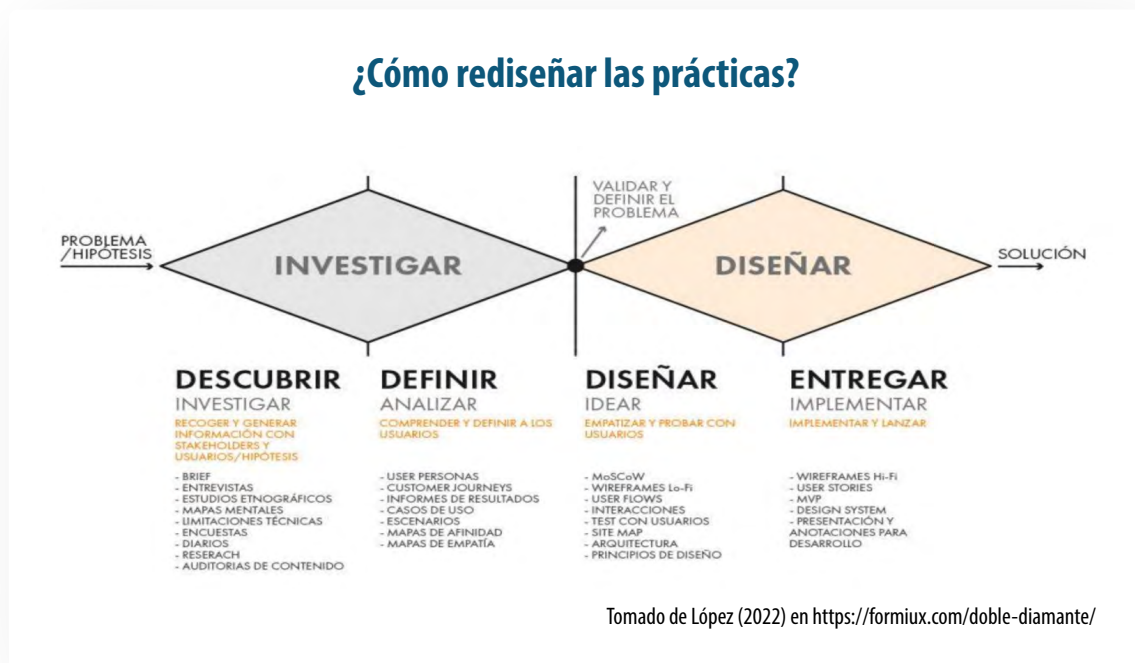 ¿Cómo rediseñar las prácticas?
PROBLEMA
/HIPÓTESIS
INVESTIGAR
VALIDAR Y
DEFINIR EL
PROBLEMA
DISEÑAR
SOLUCIÓN
DESCUBRIR
INVESTIGAR
RECOGER Y GENERAR
INFORMACIÓN CON
STAKEHOLDERS Y
USUARIOS/HIPÓTESIS
- BRIEF
- ENTREVISTAS
- ESTUDIOS ETNOGRÁFICOS
- MAPAS MENTALES
- LIMITACIONES TÉCNICAS
- ENCUESTAS
- DIARIOS
- RESERACH
- AUDITORIAS DE CONTENIDO
DEFINIR
ANALIZAR
COMPRENDER Y DEFINIR A LOS
USUARIOS
- USER PERSONAS
- CUSTOMER JOURNEYS
- INFORMES DE RESULTADOS
- CASOS DE USO
- ESCENARIOS
- MAPAS DE AFINIDAD
- MAPAS DE EMPATÍA
DISEÑAR
IDEAR
EMPATIZAR Y PROBAR CON
USUARIOS
- MoSCoW
- WIREFRAMES Lo-Fi
- USER FLOWS
- INTERACCIONES
- TEST CON USUARIOS
- SITE MAP
- ARQUITECTURA
- PRINCIPIOS DE DISEÑO
ENTREGAR
IMPLEMENTAR
IMPLEMENTAR Y LANZAR
- WIREFRAMES Hi-Fi
- USER STORIES
- MVP
- DESIGN SYSTEM
- PRESENTACIÓN Y
ANOTACIONES PARA
DESARROLLO
Tomado de López (2022) en https://formiux.com/doble-diamante/